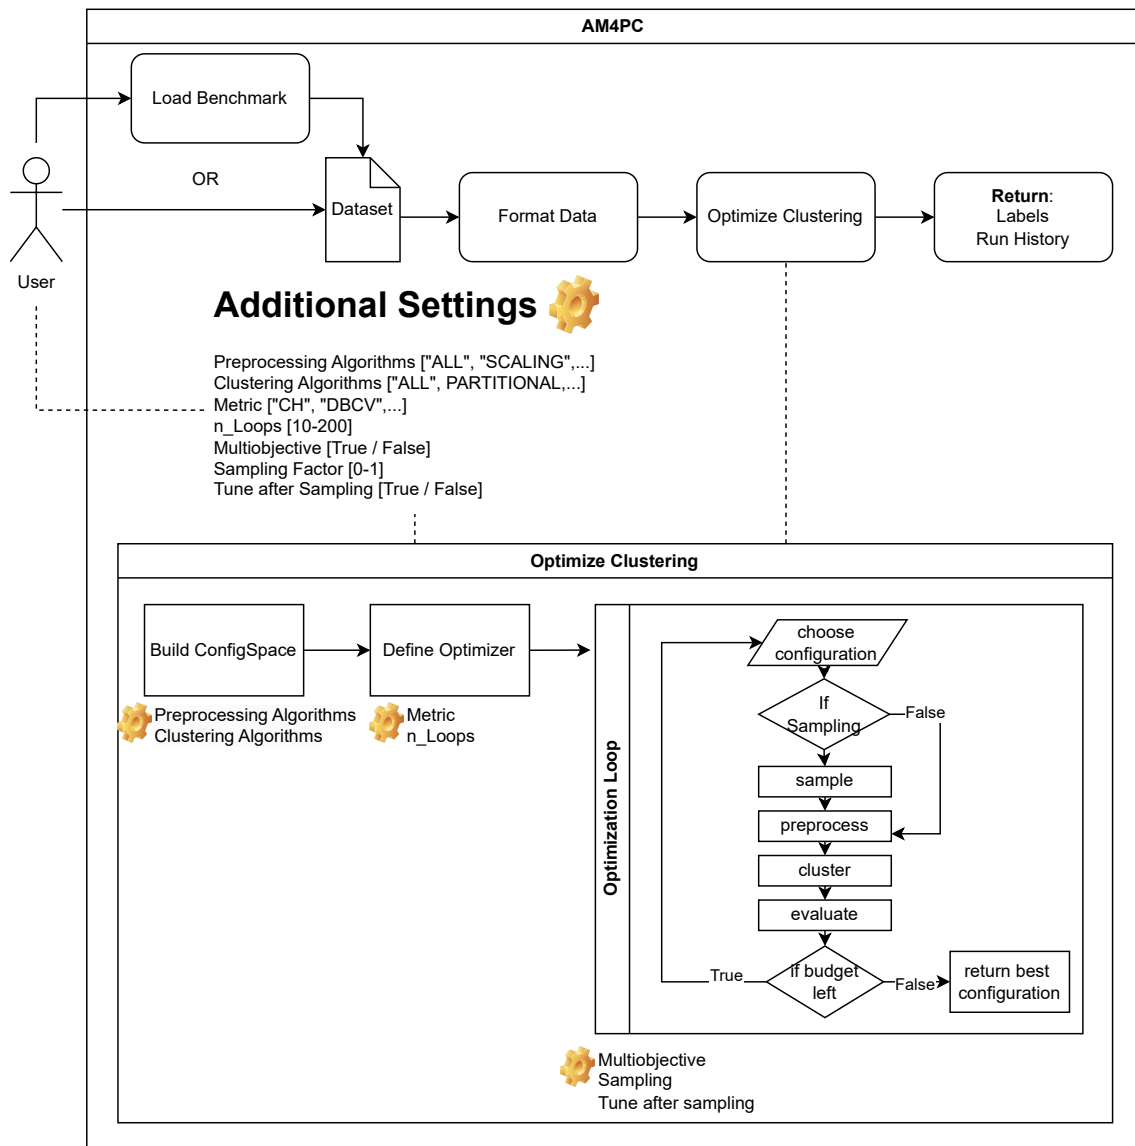 AM4PC
Load Benchmark
OR
User
Dataset
Format Data
Optimize Clustering
Return:
Labels
Run History
Additional Settings
Preprocessing Algorithms ["ALL", "SCALING",...]
Clustering Algorithms ["ALL", PARTITIONAL,...]
Metric ["CH", "DBCV",...]
n_Loops [10-200]
Multiobjective [True / False]
Sampling Factor [0-1]
Tune after Sampling [True / False]
Optimize Clustering
Build ConfigSpace
Preprocessing Algorithms
Clustering Algorithms
Define Optimizer
Metric
n_Loops
Optimization Loop
choose
configuration
If
Sampling
False
sample
preprocess
cluster
evaluate
if budget
left
True
False
return best
configuration
Multiobjective
Sampling
Tune after sampling